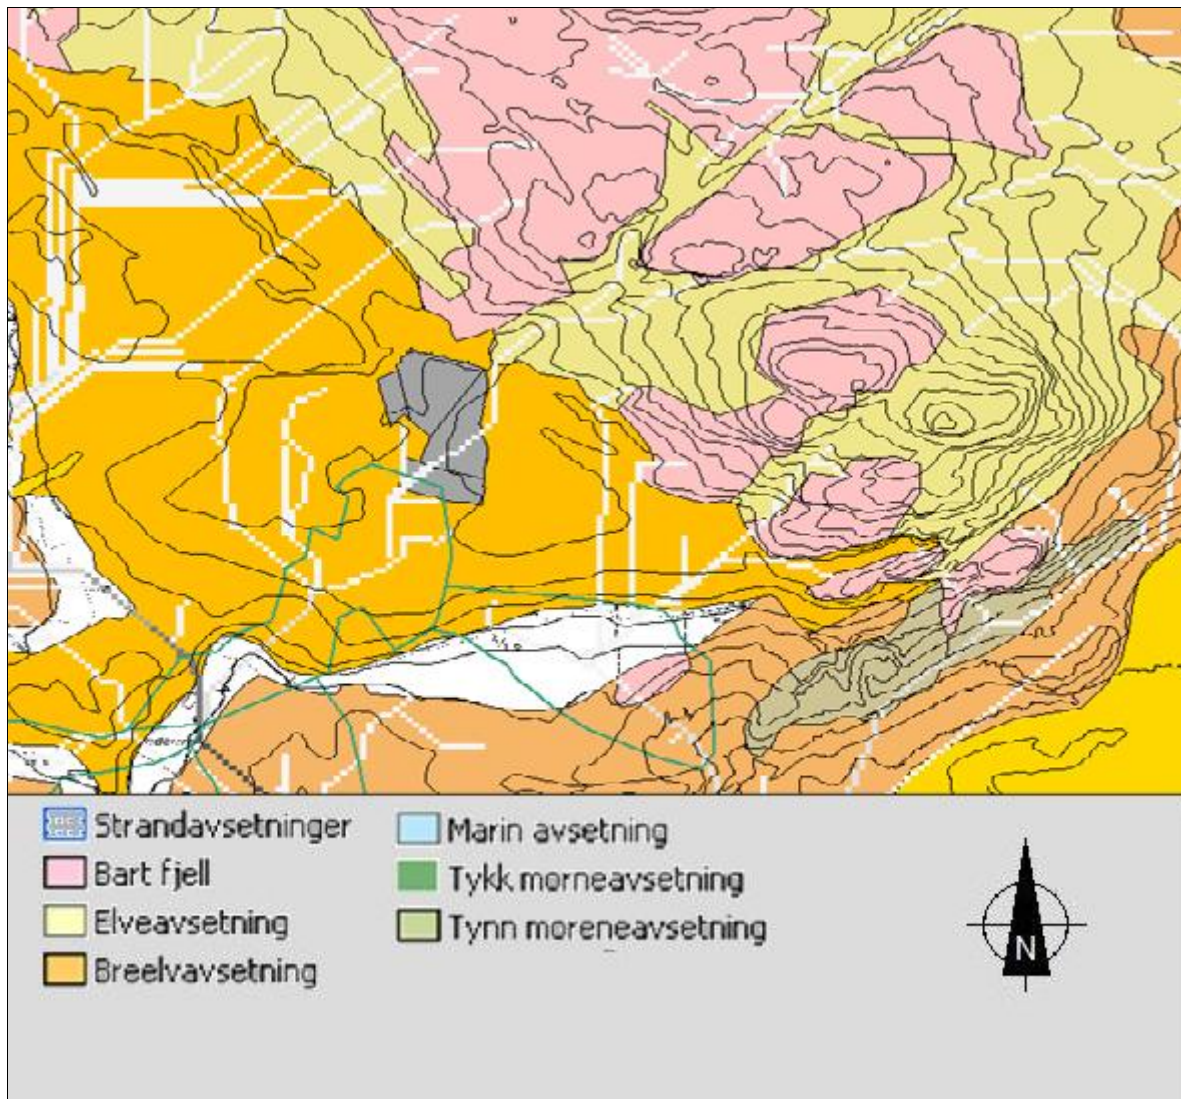 Strandavsetninger
Bart fjell
Elveavsetning
Breelvavsetning
Marin avsetning
Tykk morneavsetning
Tynn moreneavsetning
N